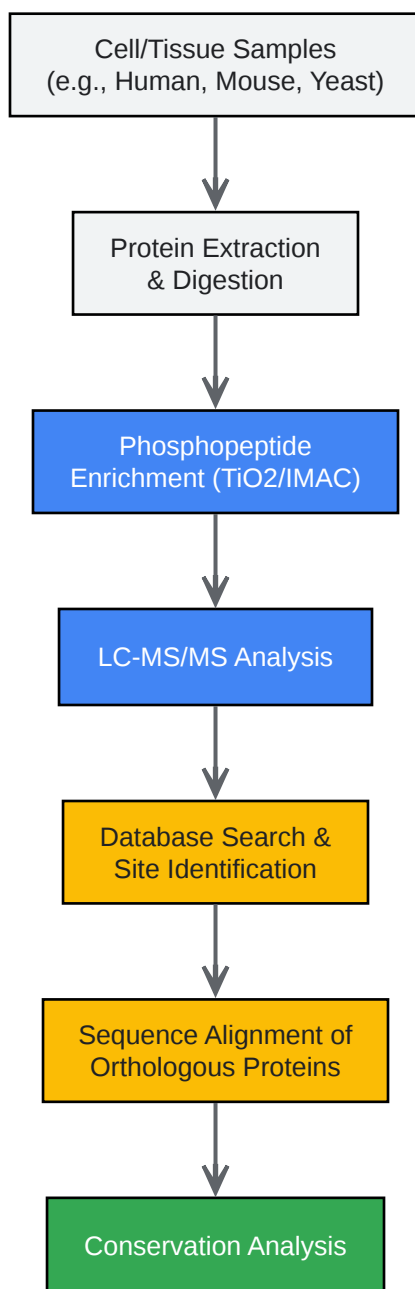 Cell/Tissue Samples
(e.g., Human, Mouse, Yeast)
Protein Extraction
& Digestion
Phosphopeptide
Enrichment (TiO2/IMAC)
LC-MS/MS Analysis
Database Search &
Site Identification
Sequence Alignment of
Orthologous Proteins
Conservation Analysis